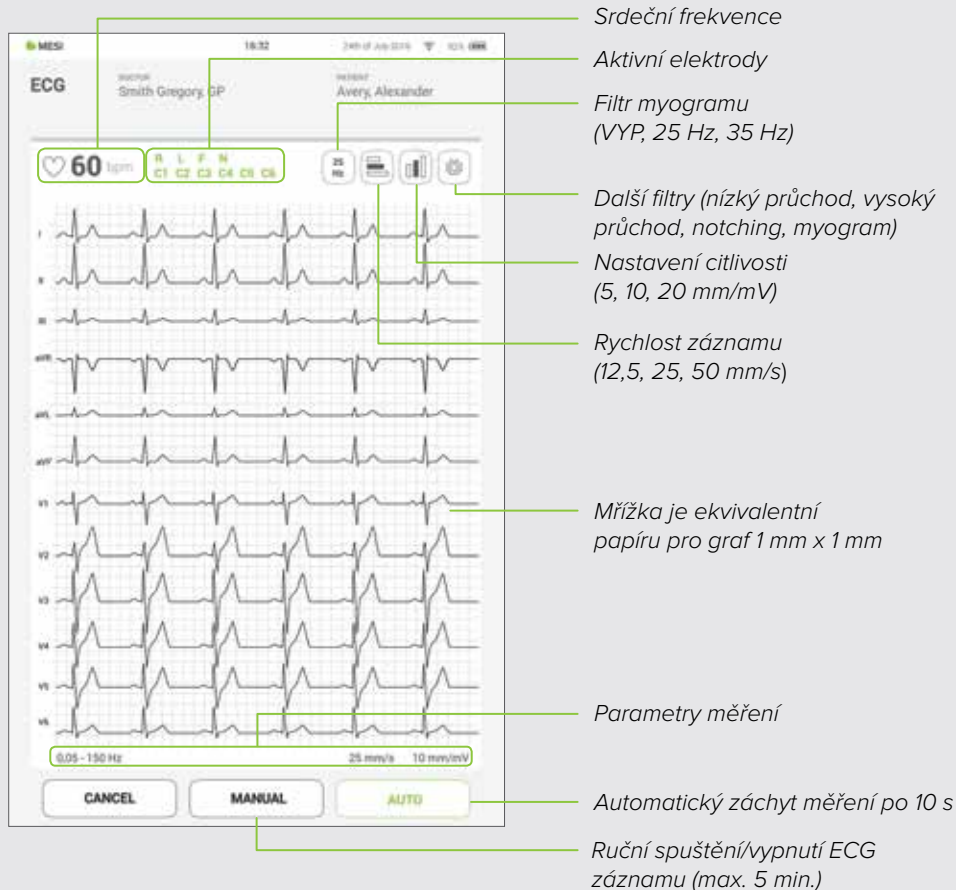 Srdeční frekvence
Aktivní elektrody
Filtr myogramu
(VYP, 25 Hz, 35 Hz)
Další filtry (nízký průchod, vysoký
průchod, notching, myogram)
Nastavení citlivosti
(5, 10, 20 mm/mV)
Rychlost záznamu
(12,5, 25, 50 mm/s)
Mřížka je ekvivalentní
papíru pro graf 1 mm x 1 mm
Parametry měření
Automatický záchyt měření po 10 s
Ruční spuštění/vypnutí ECG
záznamu (max. 5 min.)
MESI 16:32
ECG
DOCTOR PATIENT
Smith Gregory, GP Avery, Alexander
60 bpm
R L F N
C1 C2 C3 C4 C5 C6
25
Hz
I
II
III
aVR
aVL
aVF
V1
V2
V3
V4
V5
V6
0,05 - 150 Hz 25 mm/s 10 mm/mV
CANCEL MANUAL AUTO